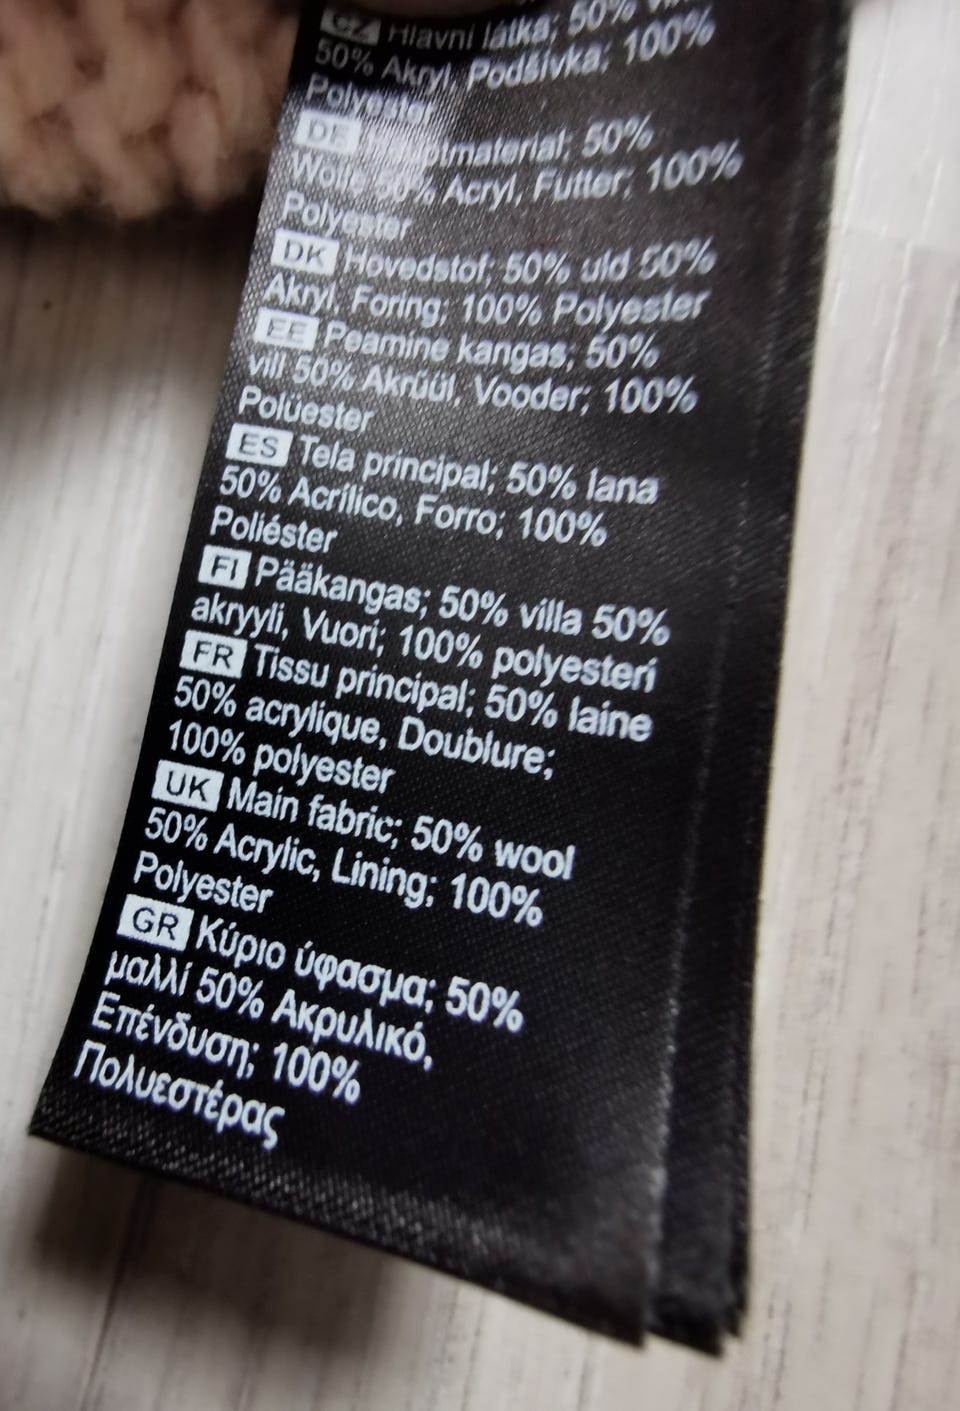 CZ Hlavní látka; 50%
50% Akryl, Podšívka; 100%
Polyester
DE Hauptmaterial; 50%
Wolle 50% Acryl, Futter; 100%
Polyester
DK Hovedstof; 50% uld 50%
Akryl, Foring; 100% Polyester
EE Peamine kangas; 50%
vill 50% Akrüül, Vooder; 100%
Polüester
ES Tela principal; 50% lana
50% Acrílico, Forro; 100%
Poliéster
FI Pääkangas; 50% villa 50%
akryyli, Vuori; 100% polyesteri
FR Tissu principal; 50% laine
50% acrylique, Doublure;
100% polyester
UK Main fabric; 50% wool
50% Acrylic, Lining; 100%
Polyester
GR Κύριο ύφασμα; 50%
μαλλί 50% Ακρυλικό,
Επένδυση; 100%
Πολυεστέρας